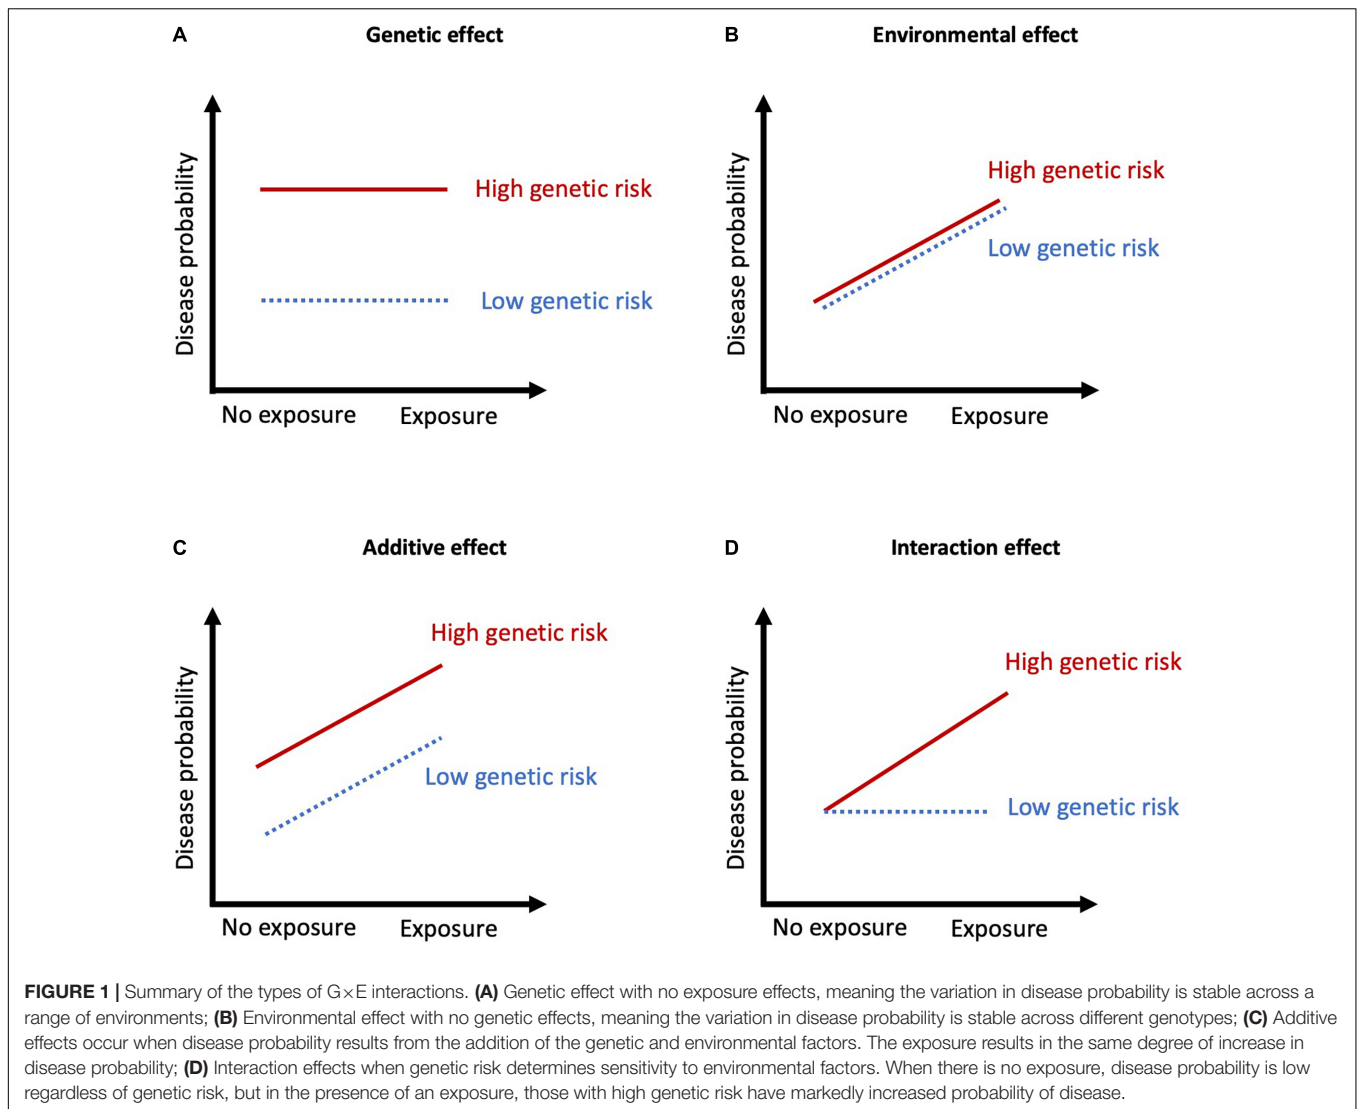 A
Genetic effect
Disease probability
High genetic risk
Low genetic risk
No exposure
Exposure
B
Environmental effect
Disease probability
High genetic risk
Low genetic risk
No exposure
Exposure
C
Additive effect
Disease probability
High genetic risk
Low genetic risk
No exposure
Exposure
D
Interaction effect
Disease probability
High genetic risk
Low genetic risk
No exposure
Exposure
FIGURE 1 | Summary of the types of G×E interactions. (A) Genetic effect with no exposure effects, meaning the variation in disease probability is stable across a
range of environments; (B) Environmental effect with no genetic effects, meaning the variation in disease probability is stable across different genotypes; (C) Additive
effects occur when disease probability results from the addition of the genetic and environmental factors. The exposure results in the same degree of increase in
disease probability; (D) Interaction effects when genetic risk determines sensitivity to environmental factors. When there is no exposure, disease probability is low
regardless of genetic risk, but in the presence of an exposure, those with high genetic risk have markedly increased probability of disease.